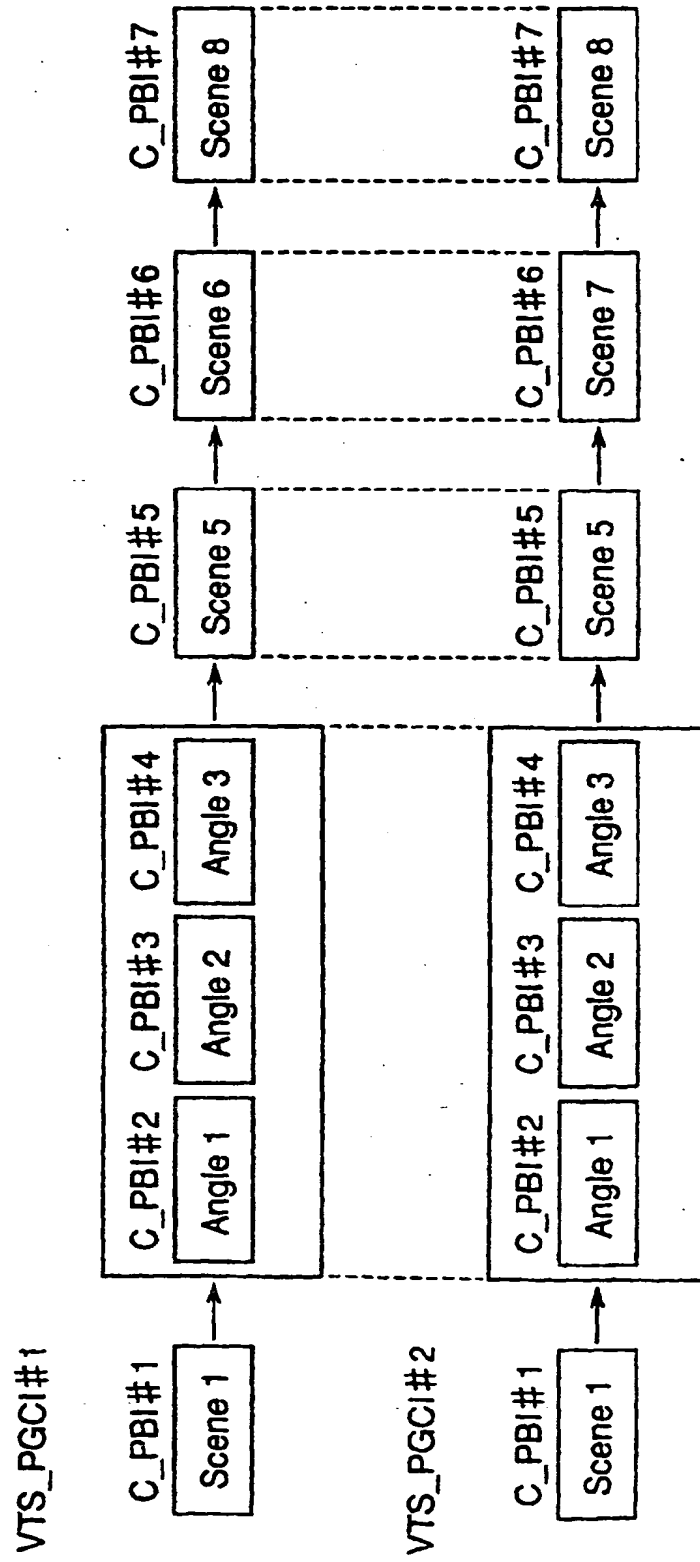 VTS_PGCI#1
C_PBI#1 C_PBI#2 C_PBI#3 C_PBI#4 C_PBI#5 C_PBI#6 C_PBI#7
Scene 1 Angle 1 Angle 2 Angle 3 Scene 5 Scene 6 Scene 8
VTS_PGCI#2
C_PBI#1 C_PBI#2 C_PBI#3 C_PBI#4 C_PBI#5 C_PBI#6 C_PBI#7
Scene 1 Angle 1 Angle 2 Angle 3 Scene 5 Scene 7 Scene 8